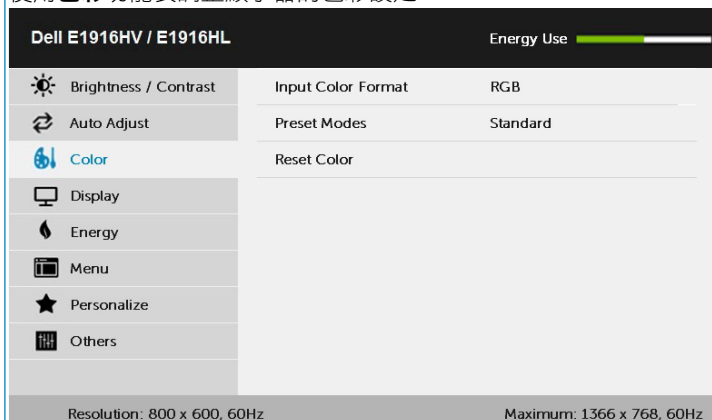 Dell E1916HV / E1916HL
Energy Use
Brightness / Contrast
Input Color Format
RGB
Auto Adjust
Preset Modes
Standard
Color
Reset Color
Display
Energy
Menu
Personalize
Others
Resolution: 800 x 600, 60Hz
Maximum: 1366 x 768, 60Hz